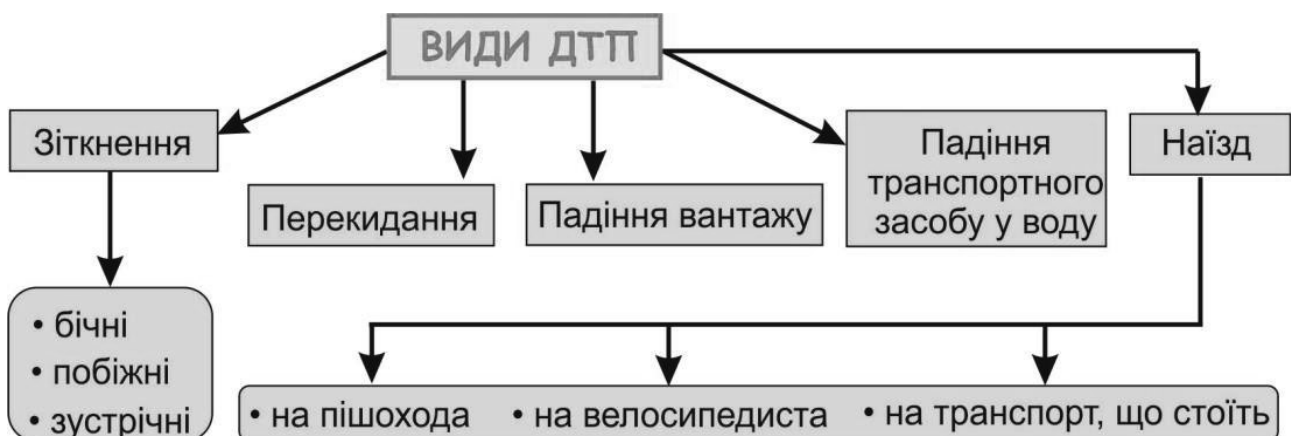 ВИДИ ДТП
Зіткнення
Перекидання
Падіння вантажу
Падіння
транспортного
засобу у воду
Наїзд
• бічні
• побіжні
• зустрічні
• на пішохода
• на велосипедиста
• на транспорт, що стоїть